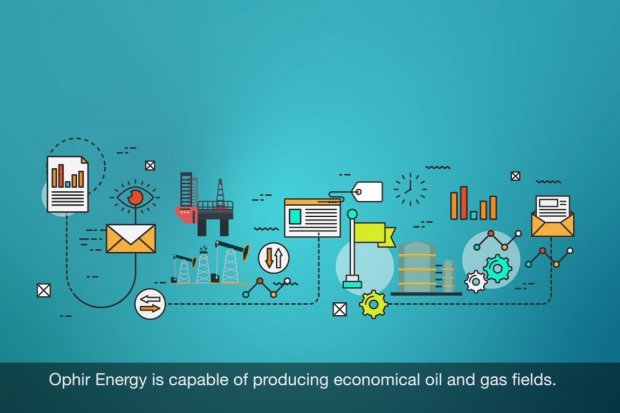 Ophir Energy is capable of producing economical oil and gas fields.